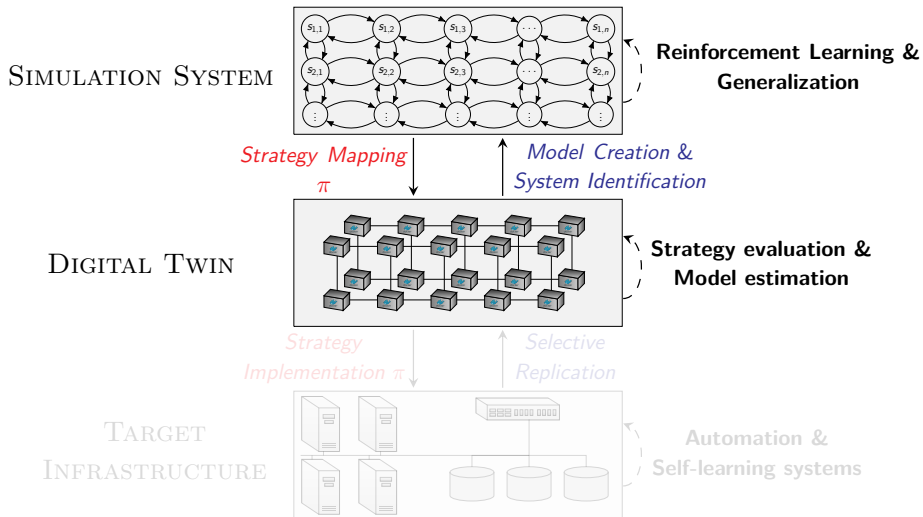 s1,1 s1,2 s1,3 ... s1,n
s2,1 s2,2 s2,3 ... s2,n
⋮ ⋮ ⋮ ⋮ ⋮
SIMULATION SYSTEM
Reinforcement Learning &
Generalization
Strategy Mapping
π
Model Creation &
System Identification
DIGITAL TWIN
Strategy evaluation &
Model estimation
Strategy
Implementation π
Selective
Replication
TARGET
INFRASTRUCTURE
Automation &
Self-learning systems